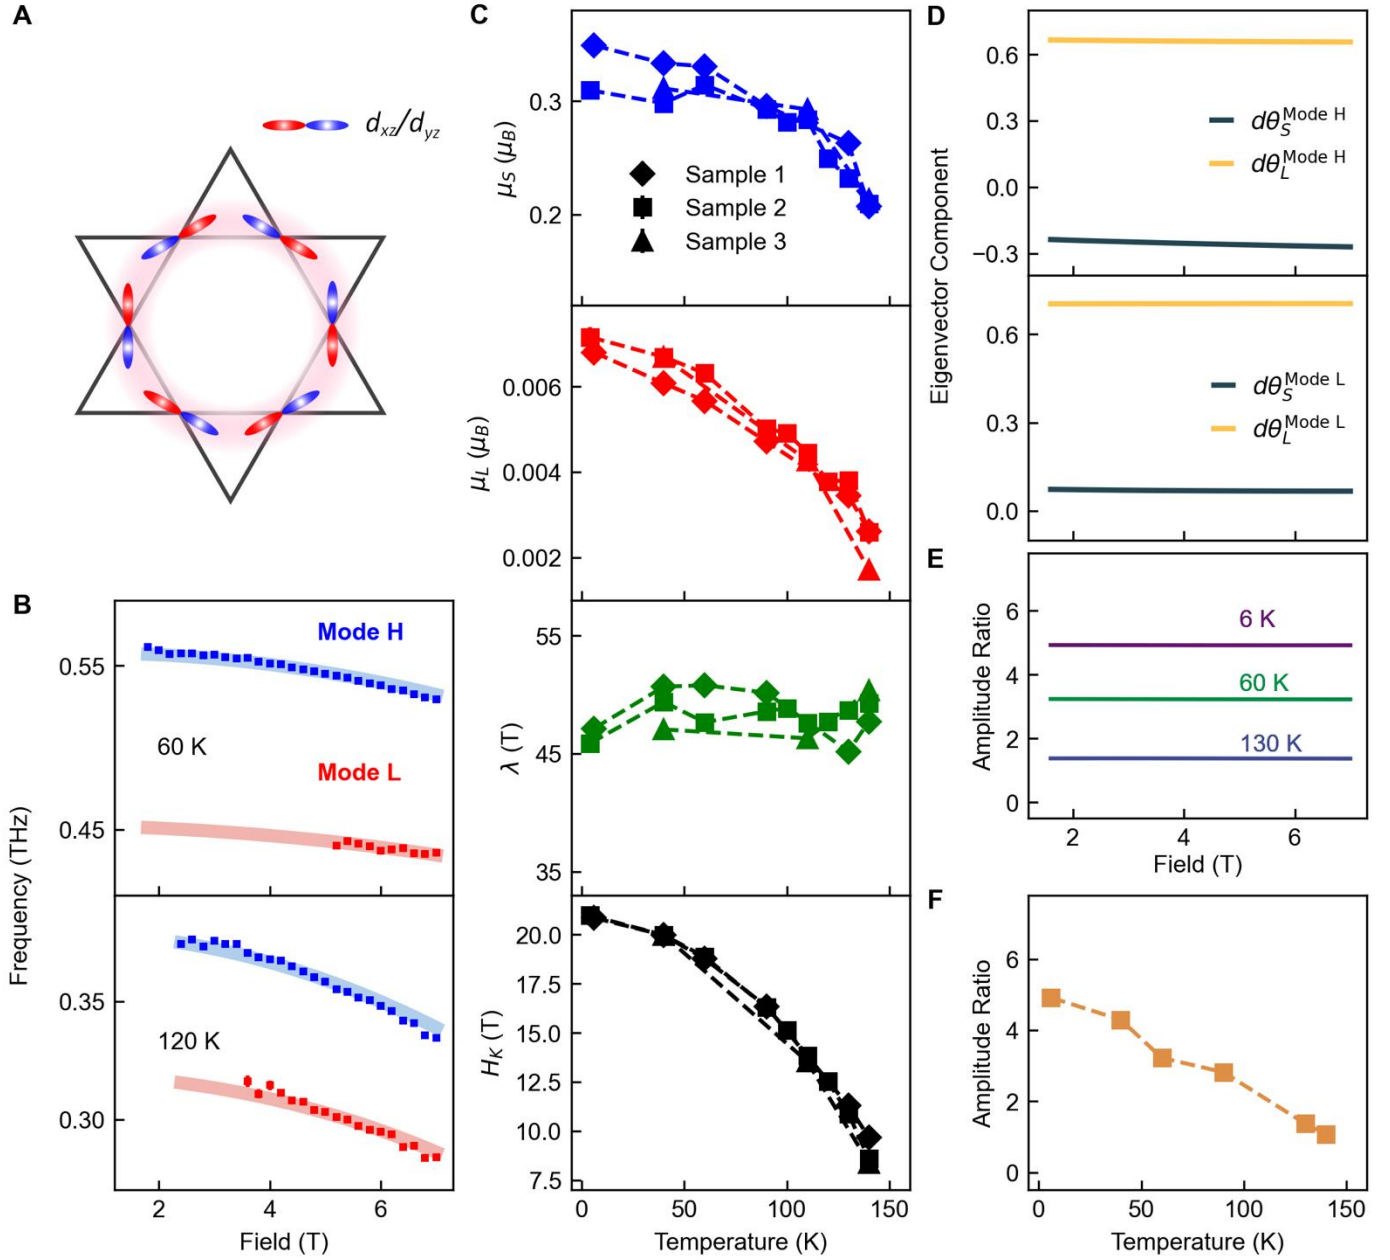 A
d_xz/d_yz
B
Mode H
60 K
Mode L
120 K
0.55
0.45
0.35
0.30
Frequency (THz)
2 4 6
Field (T)
C
Sample 1
Sample 2
Sample 3
0.3
0.2
μ_S (μ_B)
0.006
0.004
0.002
μ_L (μ_B)
55
45
35
λ (T)
20.0
17.5
15.0
12.5
10.0
7.5
H_K (T)
0 50 100 150
Temperature (K)
D
0.6
0.3
0.0
−0.3
dθ_S^Mode H
dθ_L^Mode H
Eigenvector Component
0.6
0.3
0.0
dθ_S^Mode L
dθ_L^Mode L
E
6
4
2
0
Amplitude Ratio
6 K
60 K
130 K
2 4 6
Field (T)
F
6
4
2
0
Amplitude Ratio
0 50 100 150
Temperature (K)